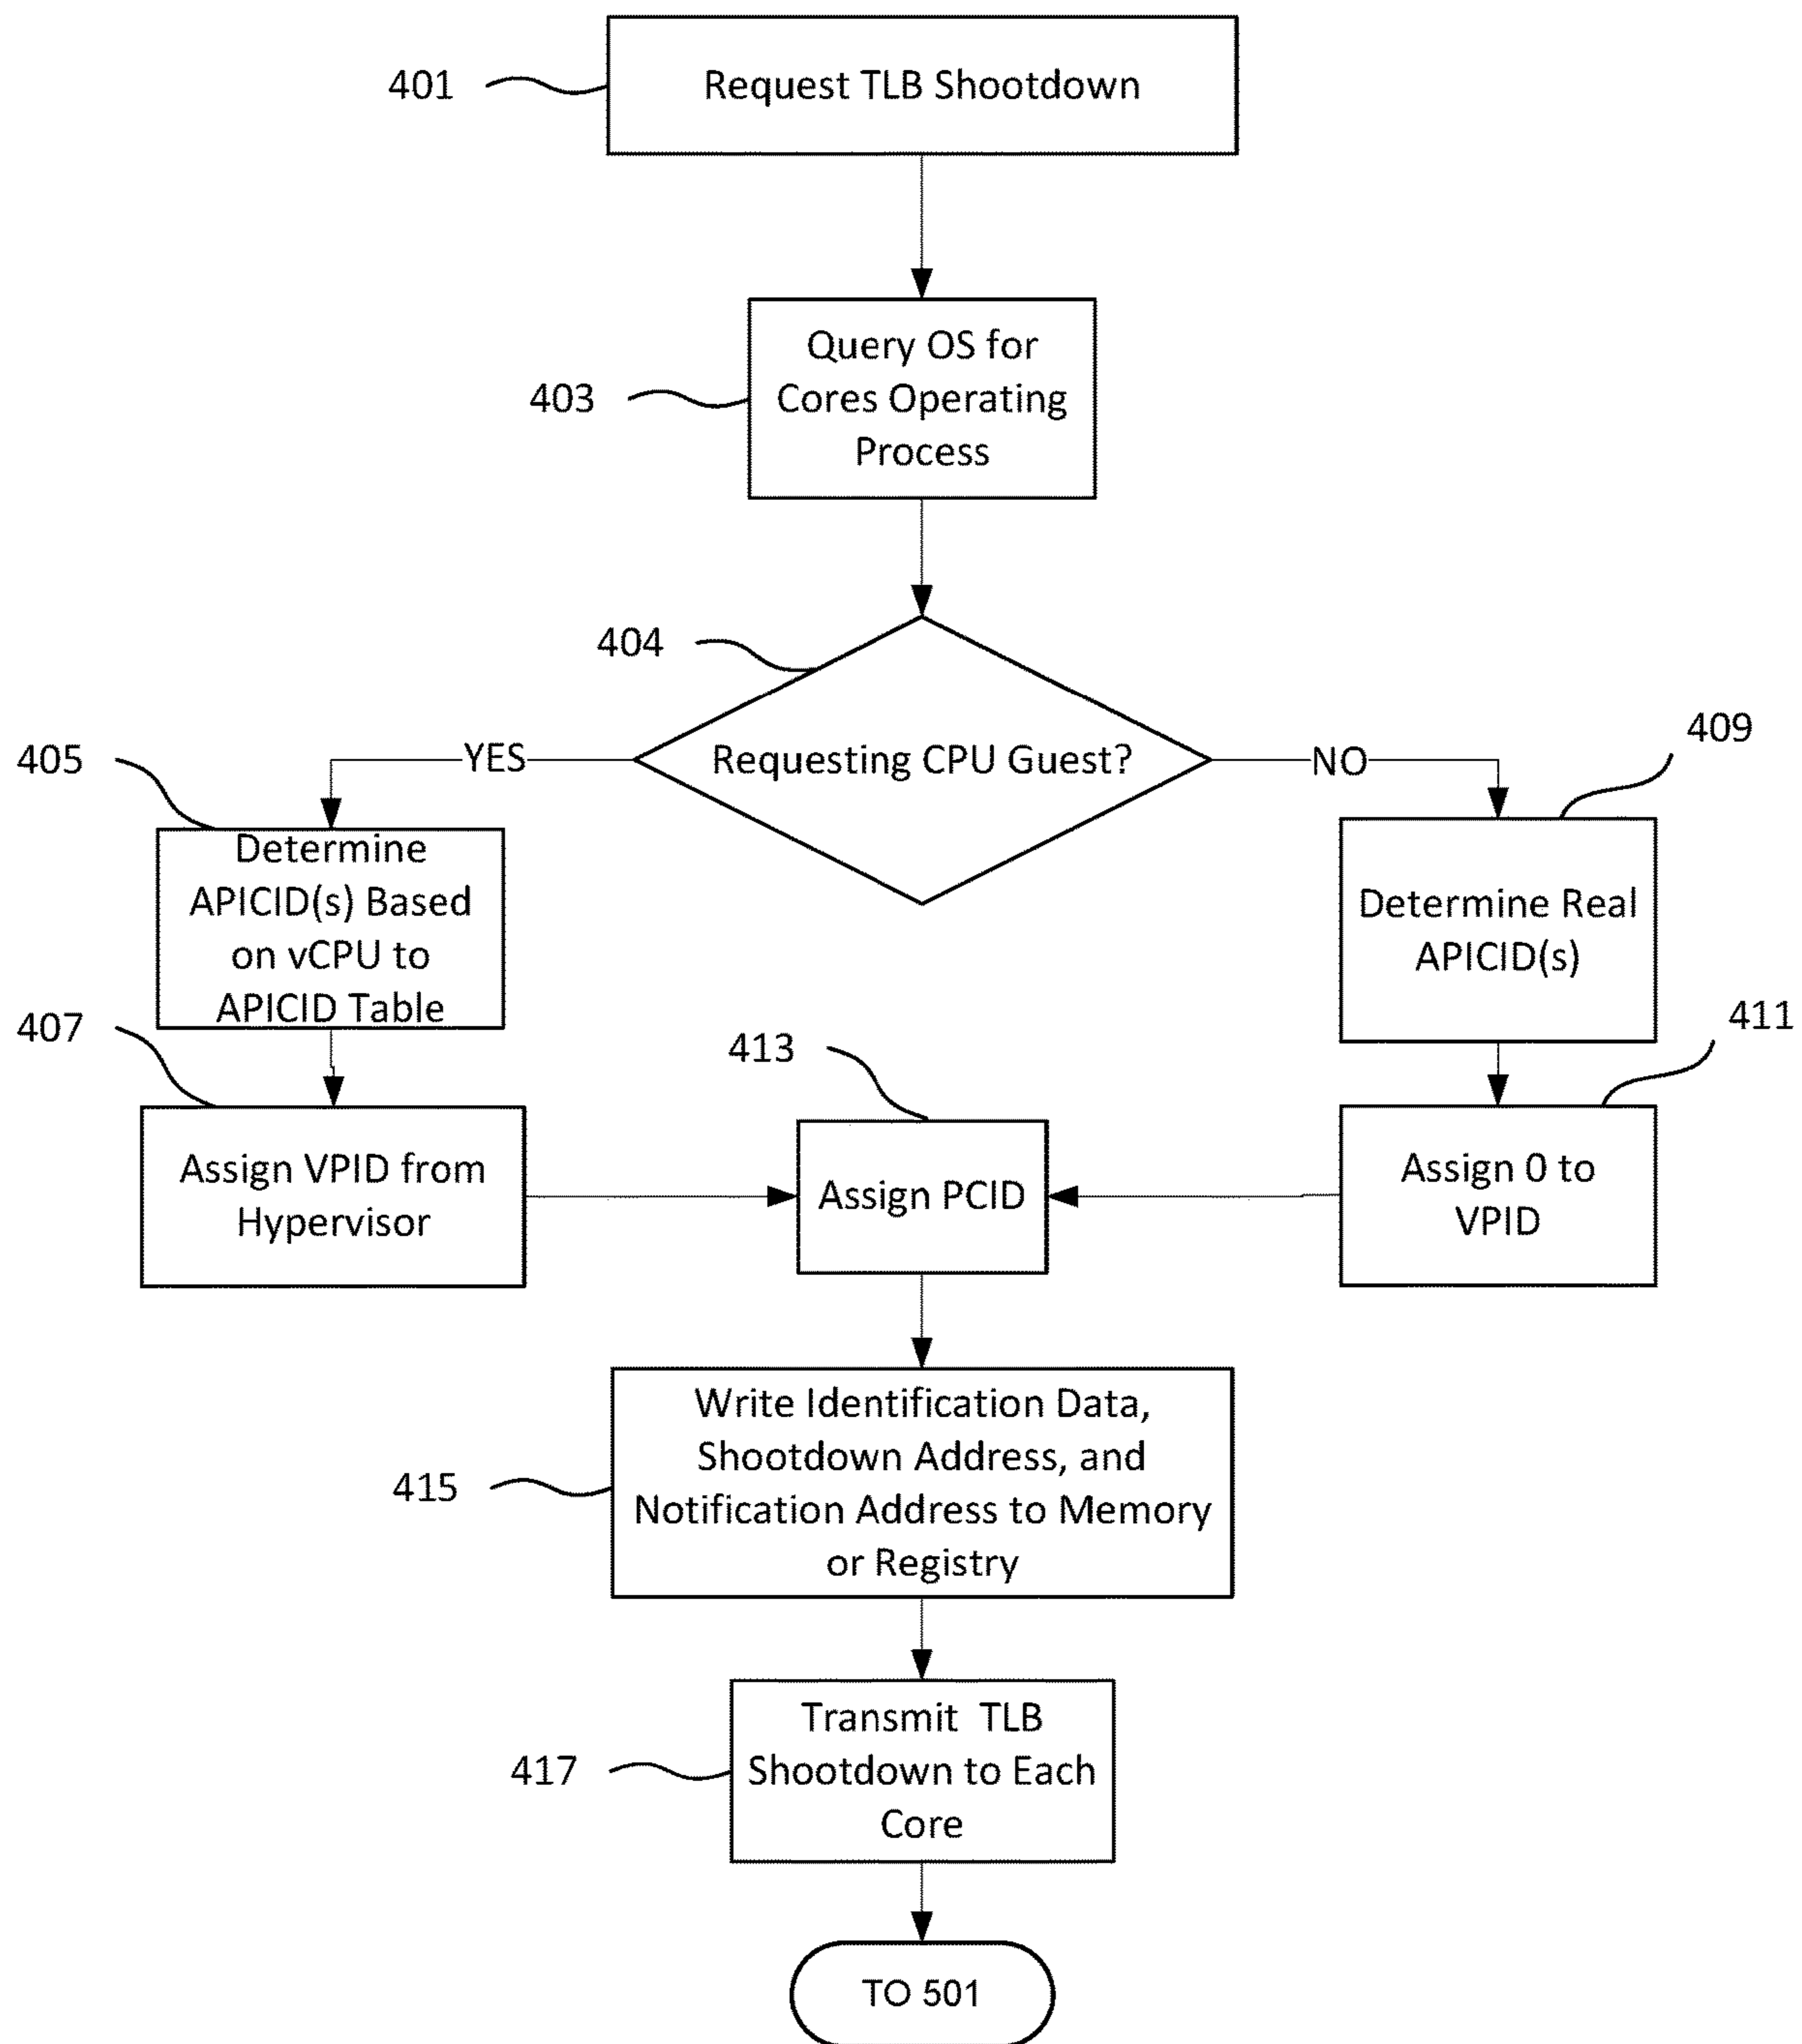 401
Request TLB Shootdown
403
Query OS for
Cores Operating
Process
404
Requesting CPU Guest?
YES
NO
405
409
Determine
APICID(s) Based
on vCPU to
APICID Table
Determine Real
APICID(s)
407
413
411
Assign VPID from
Hypervisor
Assign PCID
Assign 0 to
VPID
415
Write Identification Data,
Shootdown Address, and
Notification Address to Memory
or Registry
417
Transmit TLB
Shootdown to Each
Core
TO 501